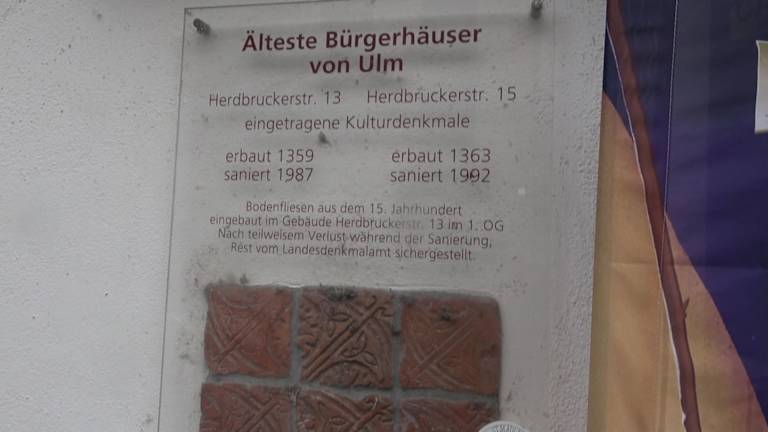 Älteste Bürgerhäuser
von Ulm
Herdbruckerstr. 13 Herdbruckerstr. 15
eingetragene Kulturdenkmale
erbaut 1359 erbaut 1363
saniert 1987 saniert 1992
Bodenfliesen aus dem 15. Jahrhundert
eingebaut im Gebäude Herdbruckerstr. 13 im 1. OG
Nach teilweisem Verlust während der Sanierung,
Rest vom Landesdenkmalamt sichergestellt.